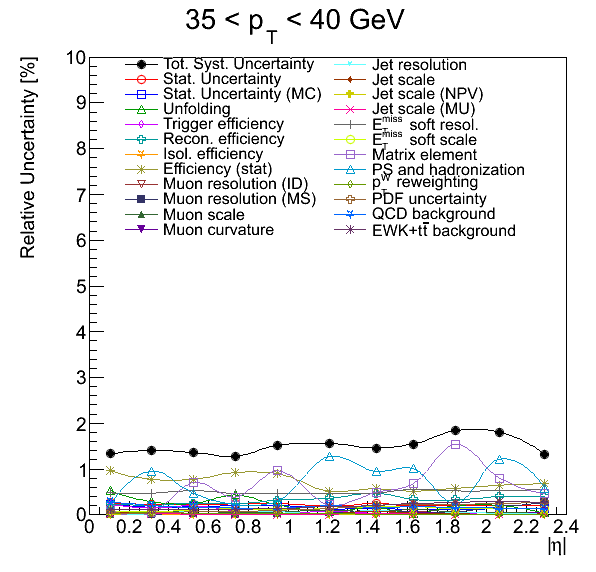 35 < pT < 40 GeV
Relative Uncertainty [%]
10
9
8
7
6
5
4
3
2
1
0
Tot. Syst. Uncertainty
Stat. Uncertainty
Stat. Uncertainty (MC)
Unfolding
Trigger efficiency
Recon. efficiency
Isol. efficiency
Efficiency (stat)
Muon resolution (ID)
Muon resolution (MS)
Muon scale
Muon curvature
Jet resolution
Jet scale
Jet scale (NPV)
Jet scale (MU)
E_T^miss soft resol.
E_T^miss soft scale
Matrix element
PS and hadronization
p_T^W reweighting
PDF uncertainty
QCD background
EWK+tt̄ background
0 0.2 0.4 0.6 0.8 1 1.2 1.4 1.6 1.8 2 2.2 2.4
|η|